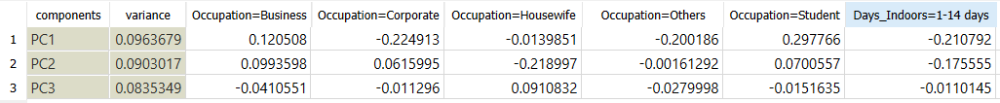 components variance Occupation=Business Occupation=Corporate Occupation=Housewife Occupation=Others Occupation=Student Days_Indoors=1-14 days
1 PC1 0.0963679 0.120508 -0.224913 -0.0139851 -0.200186 0.297766 -0.210792
2 PC2 0.0903017 0.0993598 0.0615995 -0.218997 -0.00161292 0.0700557 -0.175555
3 PC3 0.0835349 -0.0410551 -0.011296 0.0910832 -0.0279998 -0.0151635 -0.0110145